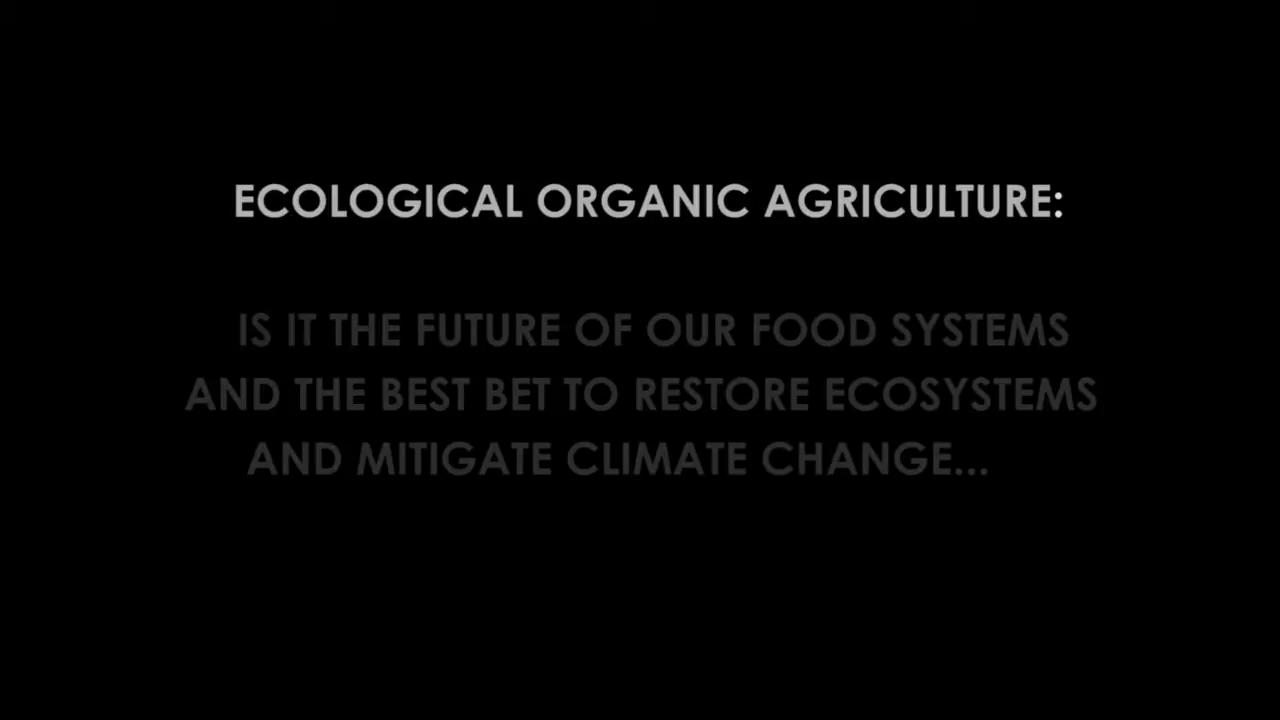 ECOLOGICAL ORGANIC AGRICULTURE:
IS IT THE FUTURE OF OUR FOOD SYSTEMS
AND THE BEST BET TO RESTORE ECOSYSTEMS
AND MITIGATE CLIMATE CHANGE...